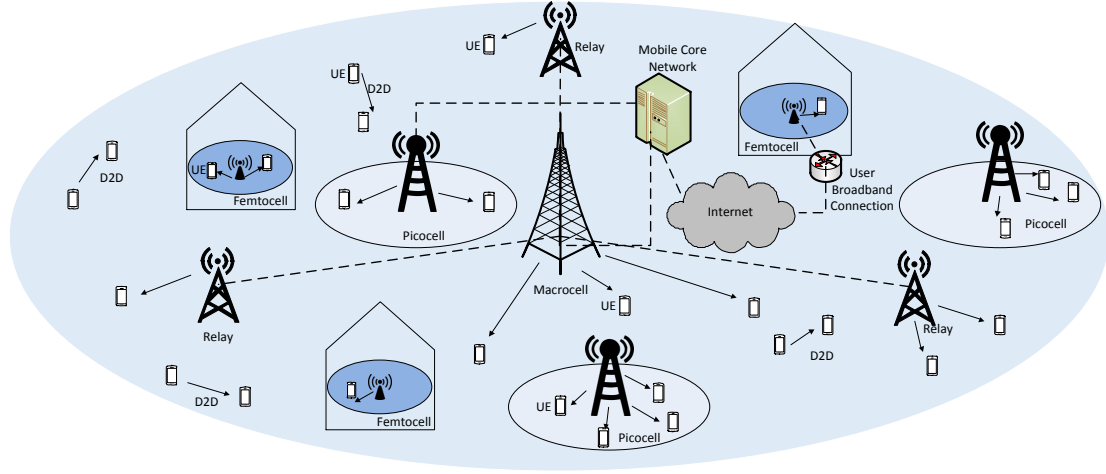 UE
Relay
Mobile Core
Network
UE
D2D
D2D
UE
Femtocell
Picocell
Femtocell
User
Broadband
Connection
Internet
Picocell
Relay
Macrocell
UE
Relay
D2D
D2D
Femtocell
UE
Picocell